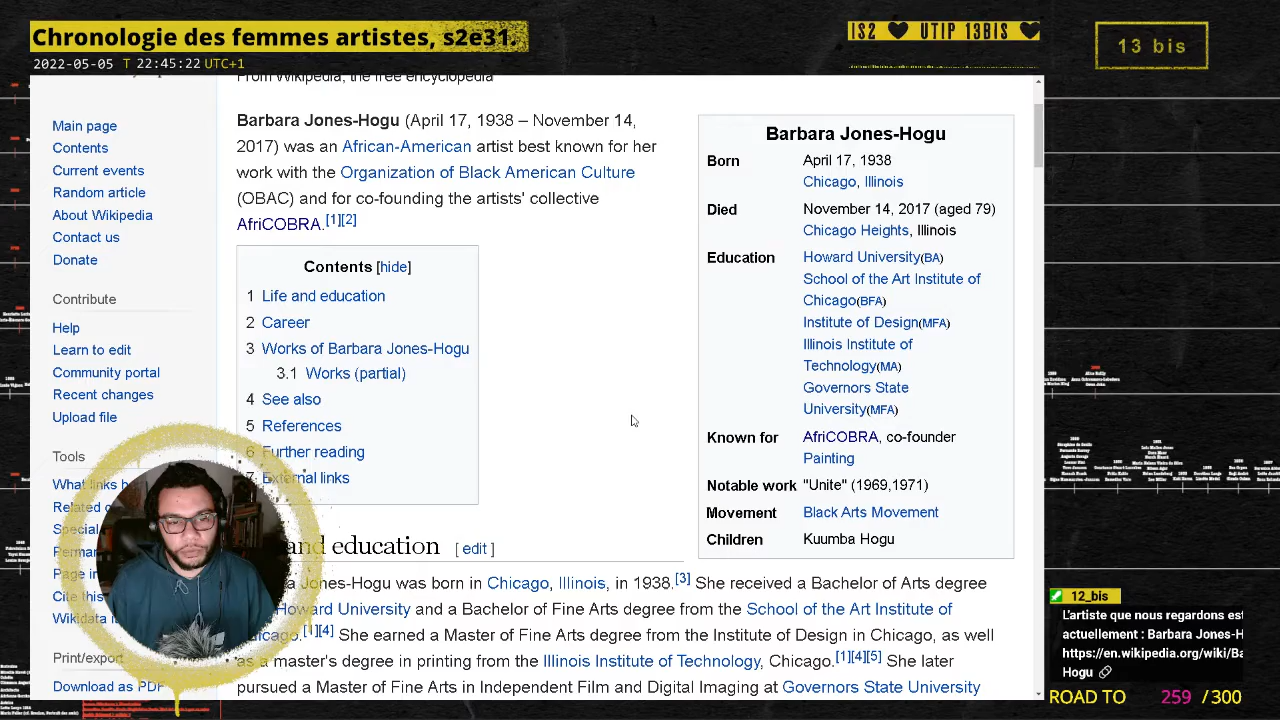 Chronologie des femmes artistes, s2e31.
2022-05-05 T 22:45:22 UTC+1
IS2 ♥ UTIP 13BIS ♥
13 bis
From Wikipedia, the free encyclopedia
Main page
Contents
Current events
Random article
About Wikipedia
Contact us
Donate
Contribute
Help
Learn to edit
Community portal
Recent changes
Upload file
Tools
What links h
Related c
Special
Perma
Page in
Cite this
Wikidata i
Print/export
Download as PDF
Barbara Jones-Hogu (April 17, 1938 – November 14,
2017) was an African-American artist best known for her
work with the Organization of Black American Culture
(OBAC) and for co-founding the artists' collective
AfriCOBRA.[1][2]
Contents [hide]
1 Life and education
2 Career
3 Works of Barbara Jones-Hogu
3.1 Works (partial)
4 See also
5 References
6 Further reading
7 External links
Barbara Jones-Hogu
Born April 17, 1938
Chicago, Illinois
Died November 14, 2017 (aged 79)
Chicago Heights, Illinois
Education Howard University(BA)
School of the Art Institute of
Chicago(BFA)
Institute of Design(MFA)
Illinois Institute of
Technology(MA)
Governors State
University(MFA)
Known for AfriCOBRA, co-founder
Painting
Notable work "Unite" (1969,1971)
Movement Black Arts Movement
Children Kuumba Hogu
nd education [ edit ]
a Jones-Hogu was born in Chicago, Illinois, in 1938.[3] She received a Bachelor of Arts degree
Howard University and a Bachelor of Fine Arts degree from the School of the Art Institute of
icago.[1][4] She earned a Master of Fine Arts degree from the Institute of Design in Chicago, as well
as a master's degree in printing from the Illinois Institute of Technology, Chicago.[1][4][5] She later
pursued a Master of Fine Arts in Independent Film and Digital Imaging at Governors State University
12_bis
L'artiste que nous regardons est
actuellement : Barbara Jones-H
https://en.wikipedia.org/wiki/Ba
Hogu
ROAD TO 259 / 300